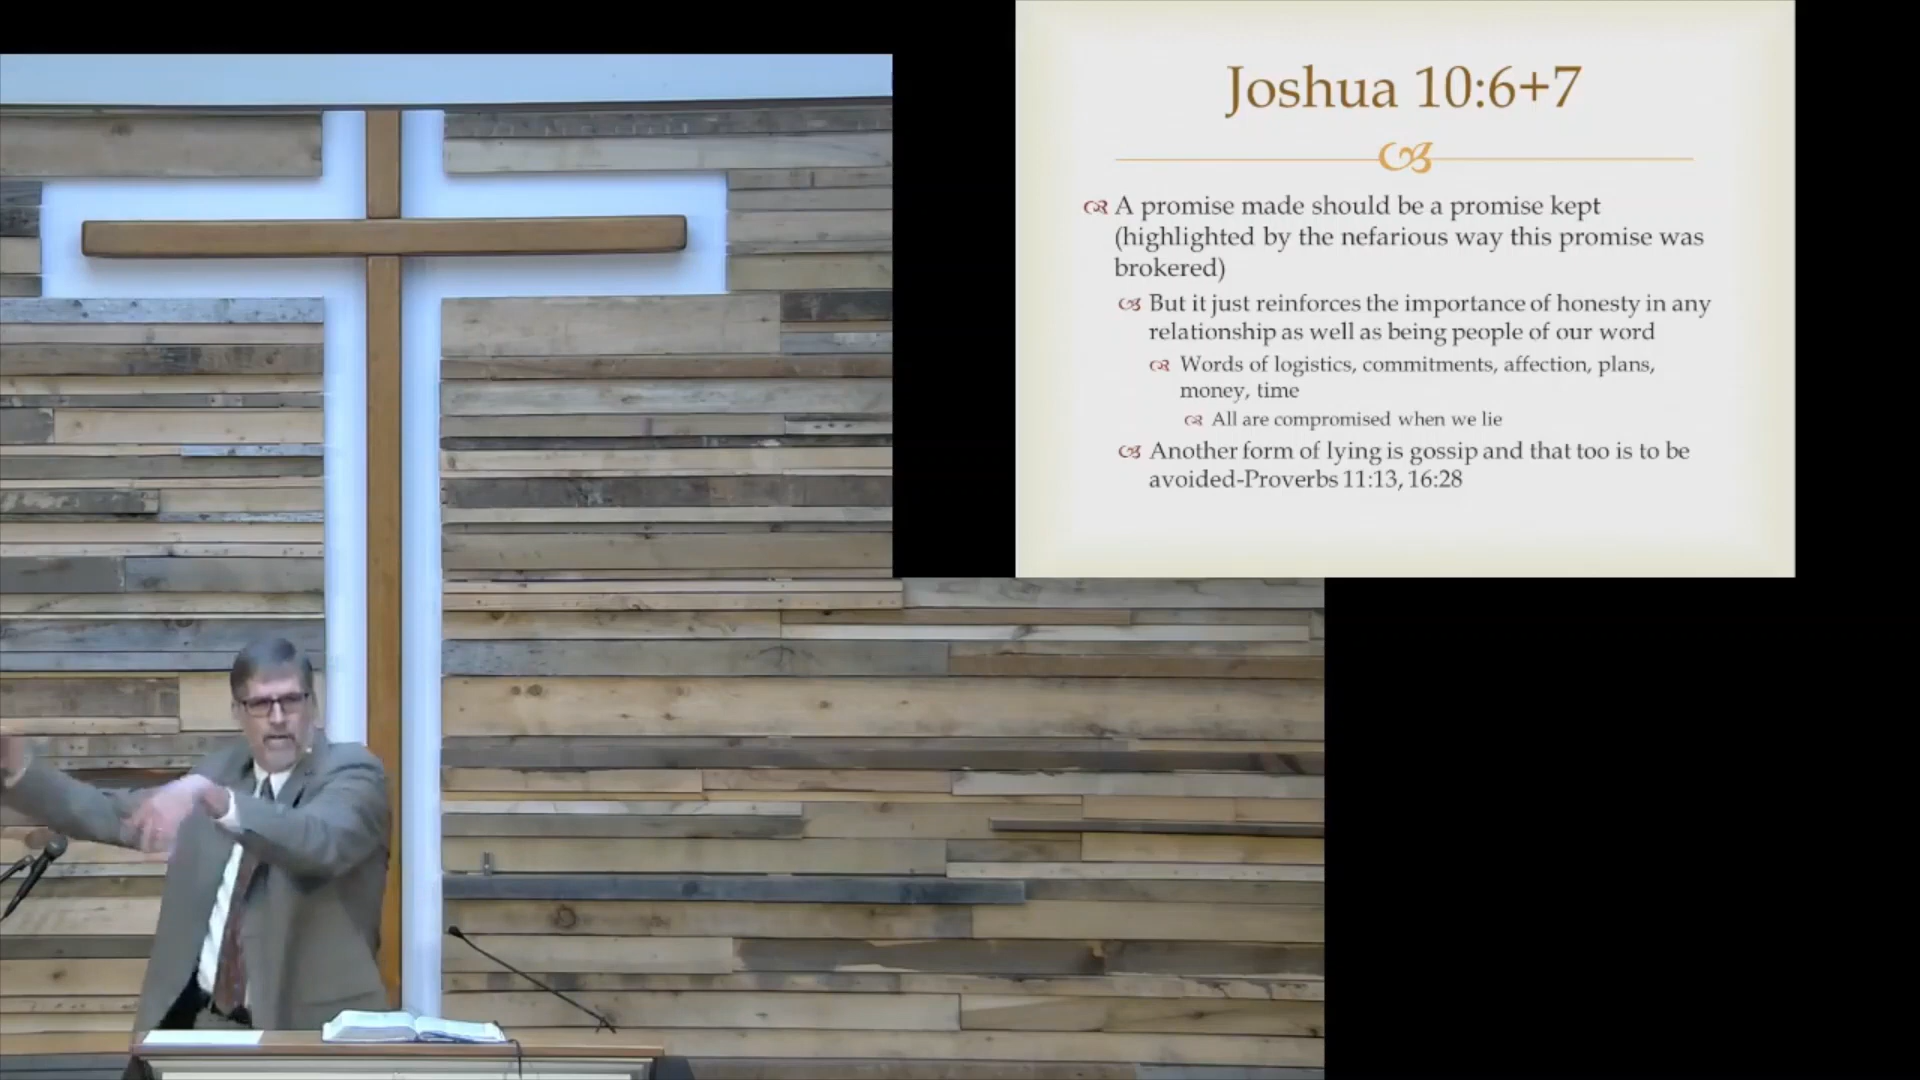 Joshua 10:6+7
A promise made should be a promise kept
(highlighted by the nefarious way this promise was
brokered)
But it just reinforces the importance of honesty in any
relationship as well as being people of our word
Words of logistics, commitments, affection, plans,
money, time
All are compromised when we lie
Another form of lying is gossip and that too is to be
avoided-Proverbs 11:13, 16:28